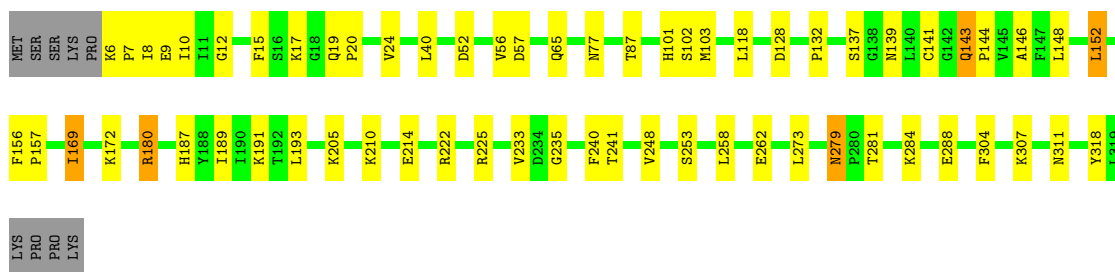 MET SER SER LYS PRO K6 P7 I8 E9 I10 I11 G12 F15 S16 K17 G18 Q19 P20 V24 L40 D52 V56 D57 Q65 N77 T87 H101 S102 M103 L118 D128 P132 S137 G138 N139 L140 C141 G142 Q143 P144 V145 A146 F147 L148 L152
F156 P157 I169 K172 R180 H187 Y188 I189 I190 K191 T192 L193 K205 K210 E214 R222 R225 V233 D234 G235 F240 T241 V248 S253 L258 E262 L273 N279 P280 T281 K284 E288 F304 K307 N311 Y318 L319
LYS PRO PRO LYS